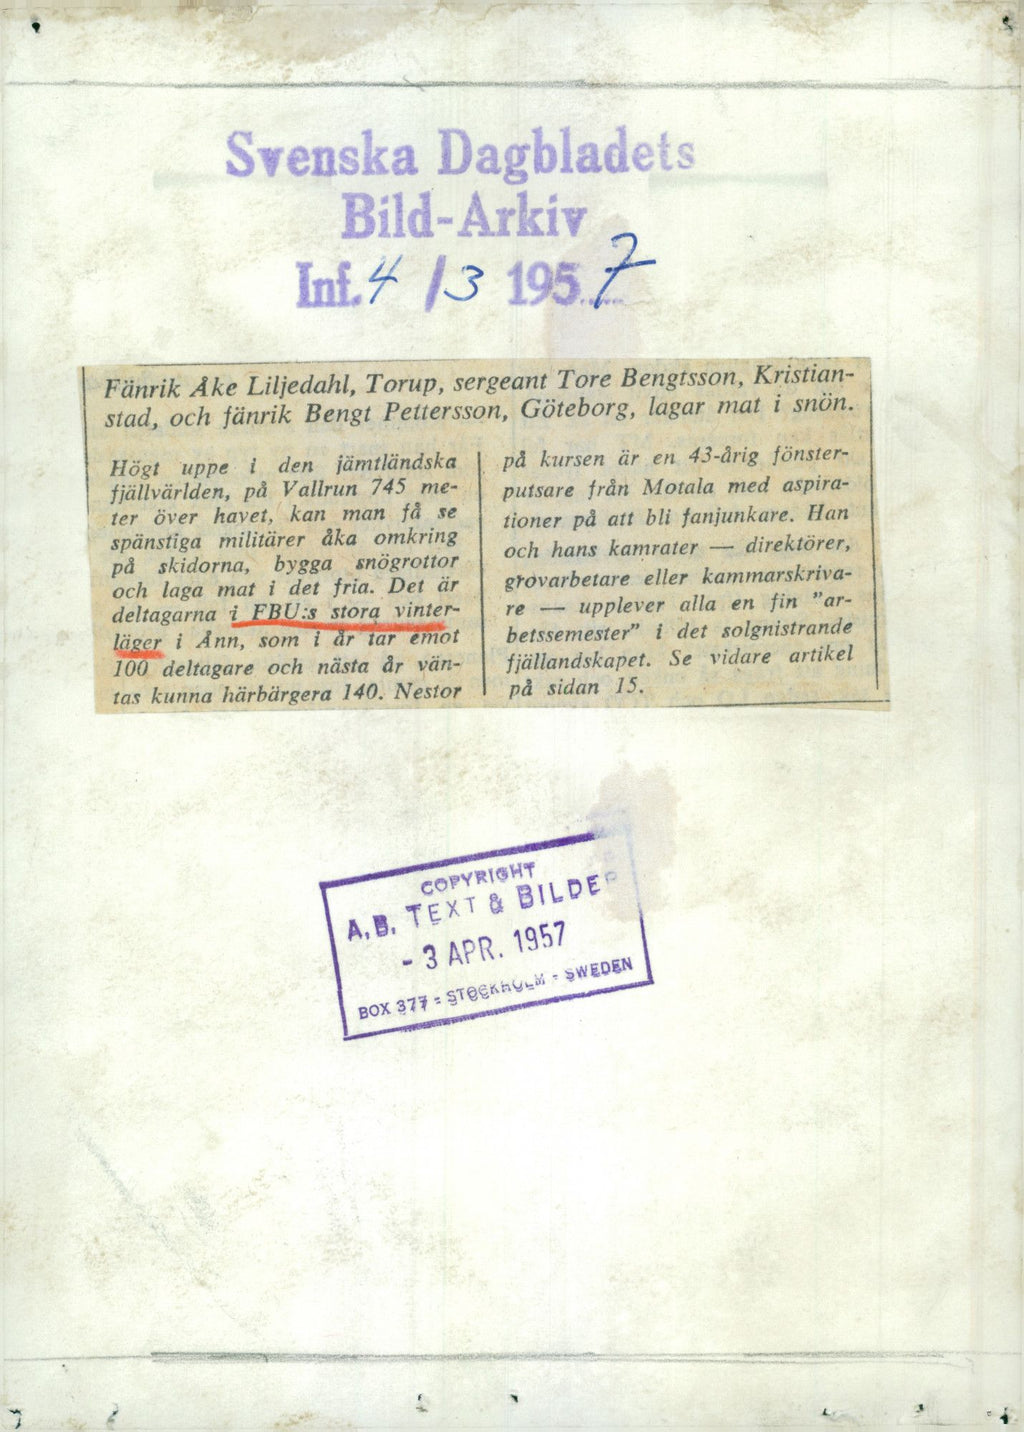 Svenska Dagbladets
Bild-Arkiv
Inf. 4/3 1957
Fänrik Åke Liljedahl, Torup, sergeant Tore Bengtsson, Kristian-
stad, och fänrik Bengt Pettersson, Göteborg, lagar mat i snön.
Högt uppe i den jämtländska
fjällvärlden, på Vallrun 745 me-
ter över havet, kan man få se
spänstiga militärer åka omkring
på skidorna, bygga snögrottor
och laga mat i det fria. Det är
deltagarna i FBU:s stora vinter-
läger i Ånn, som i år tar emot
100 deltagare och nästa år vän-
tas kunna härbärgera 140. Nestor
på kursen är en 43-årig fönster-
putsare från Motala med aspira-
tioner på att bli fanjunkare. Han
och hans kamrater — direktörer,
grovarbetare eller kammarskriva-
re — upplever alla en fin "ar-
betssemester" i det solgnistrande
fjällandskapet. Se vidare artikel
på sidan 15.
COPYRIGHT
A.B. TEXT & BILDER
- 3 APR. 1957
BOX 377 - STOCKHOLM - SWEDEN